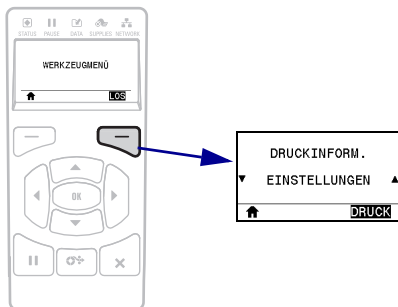 STATUS PAUSE DATA SUPPLIES NETWORK
WERKZEUGMENÜ
LOS
OK
DRUCKINFORM.
▼ EINSTELLUNGEN ▲
DRUCK